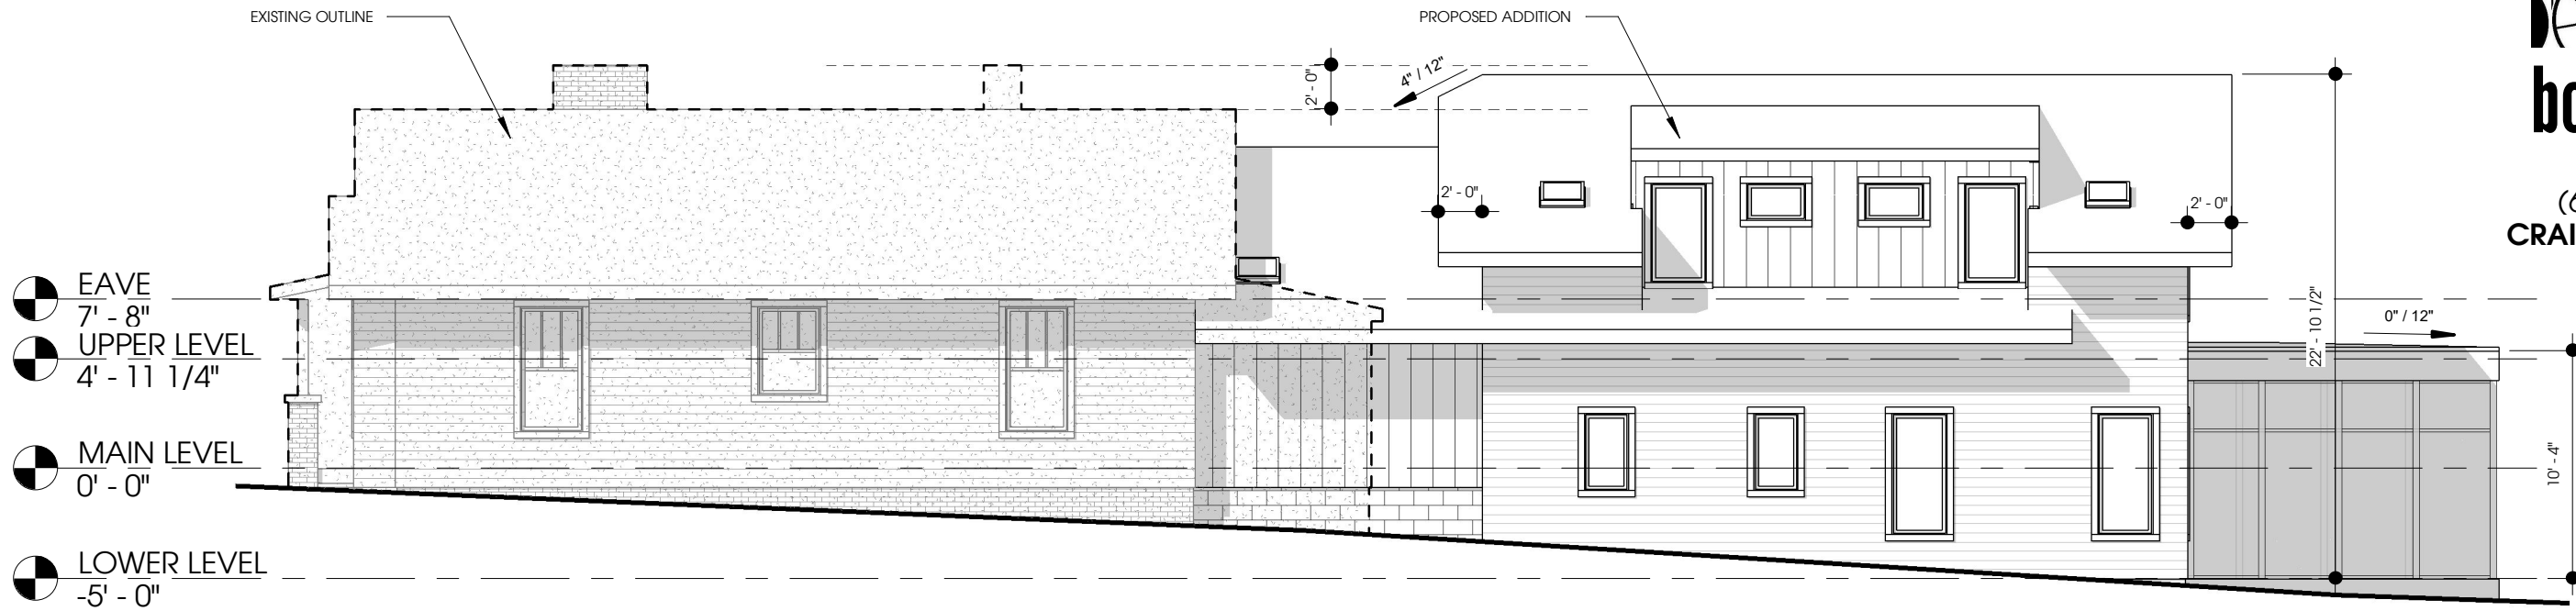 EXISTING OUTLINE
PROPOSED ADDITION
2' - 0"
4" / 12"
2' - 0"
2' - 0"
CRAI
EAVE
7' - 8"
UPPER LEVEL
4' - 11 1/4"
22' - 10 1/2"
0" / 12"
MAIN LEVEL
0' - 0"
10' - 4"
LOWER LEVEL
-5' - 0"